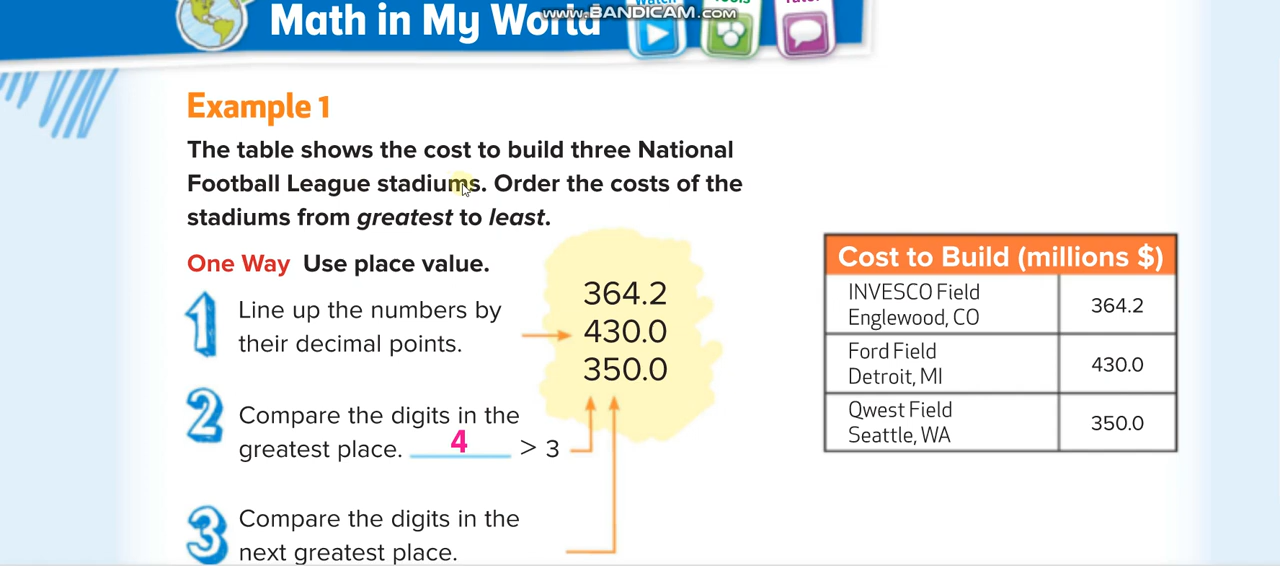 Math in My World
www.BANDICAM.com
Example 1
The table shows the cost to build three National
Football League stadiums. Order the costs of the
stadiums from greatest to least.
One Way Use place value.
1 Line up the numbers by
their decimal points.
364.2
430.0
350.0
2 Compare the digits in the
greatest place. 4 > 3
3 Compare the digits in the
next greatest place.
Cost to Build (millions $)
INVESCO Field
Englewood, CO
364.2
Ford Field
Detroit, MI
430.0
Qwest Field
Seattle, WA
350.0